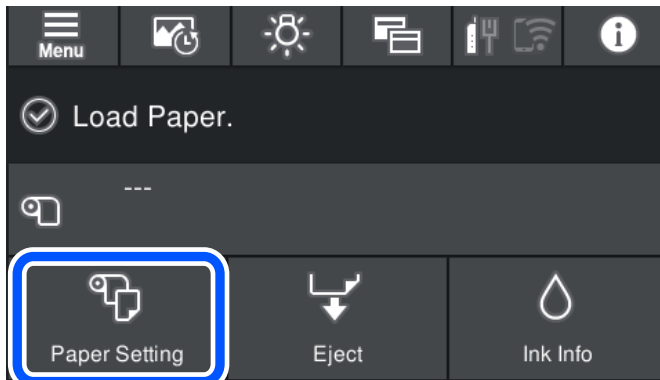 Menu
Load Paper.
---
Paper Setting
Eject
Ink Info